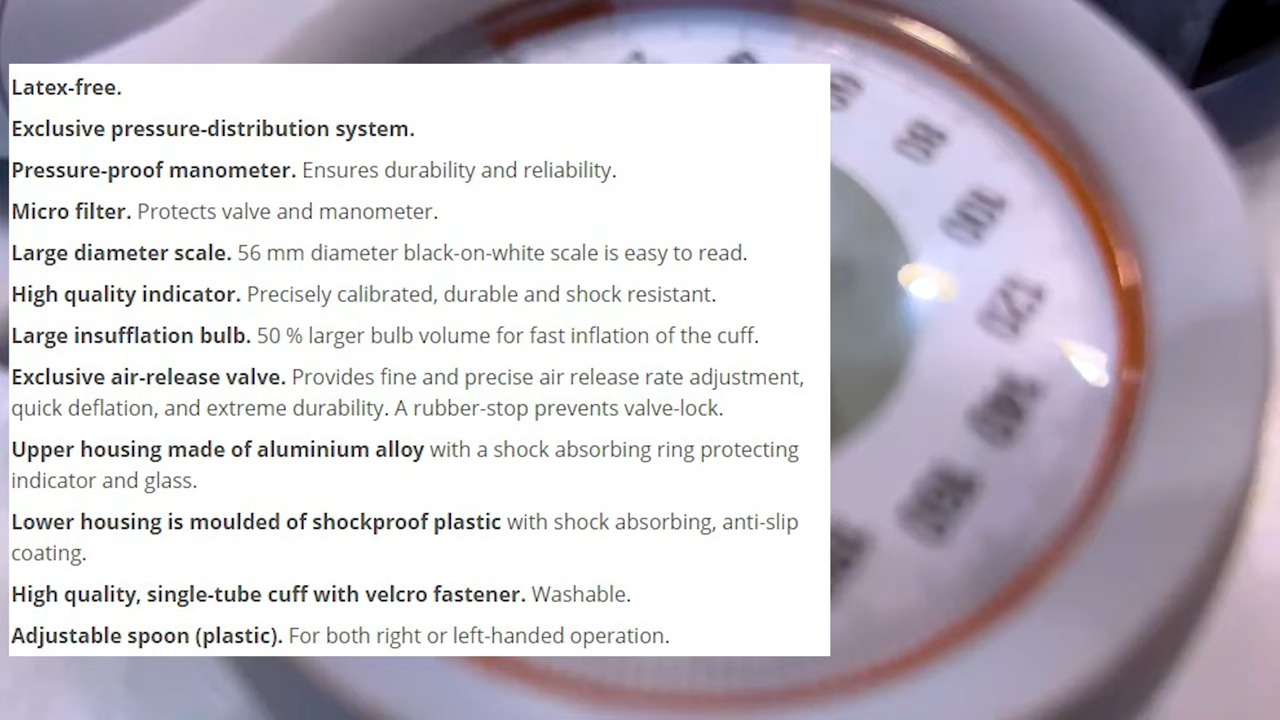 Latex-free.
Exclusive pressure-distribution system.
Pressure-proof manometer. Ensures durability and reliability.
Micro filter. Protects valve and manometer.
Large diameter scale. 56 mm diameter black-on-white scale is easy to read.
High quality indicator. Precisely calibrated, durable and shock resistant.
Large insufflation bulb. 50 % larger bulb volume for fast inflation of the cuff.
Exclusive air-release valve. Provides fine and precise air release rate adjustment,
quick deflation, and extreme durability. A rubber-stop prevents valve-lock.
Upper housing made of aluminium alloy with a shock absorbing ring protecting
indicator and glass.
Lower housing is moulded of shockproof plastic with shock absorbing, anti-slip
coating.
High quality, single-tube cuff with velcro fastener. Washable.
Adjustable spoon (plastic). For both right or left-handed operation.
80
100
120
140
160